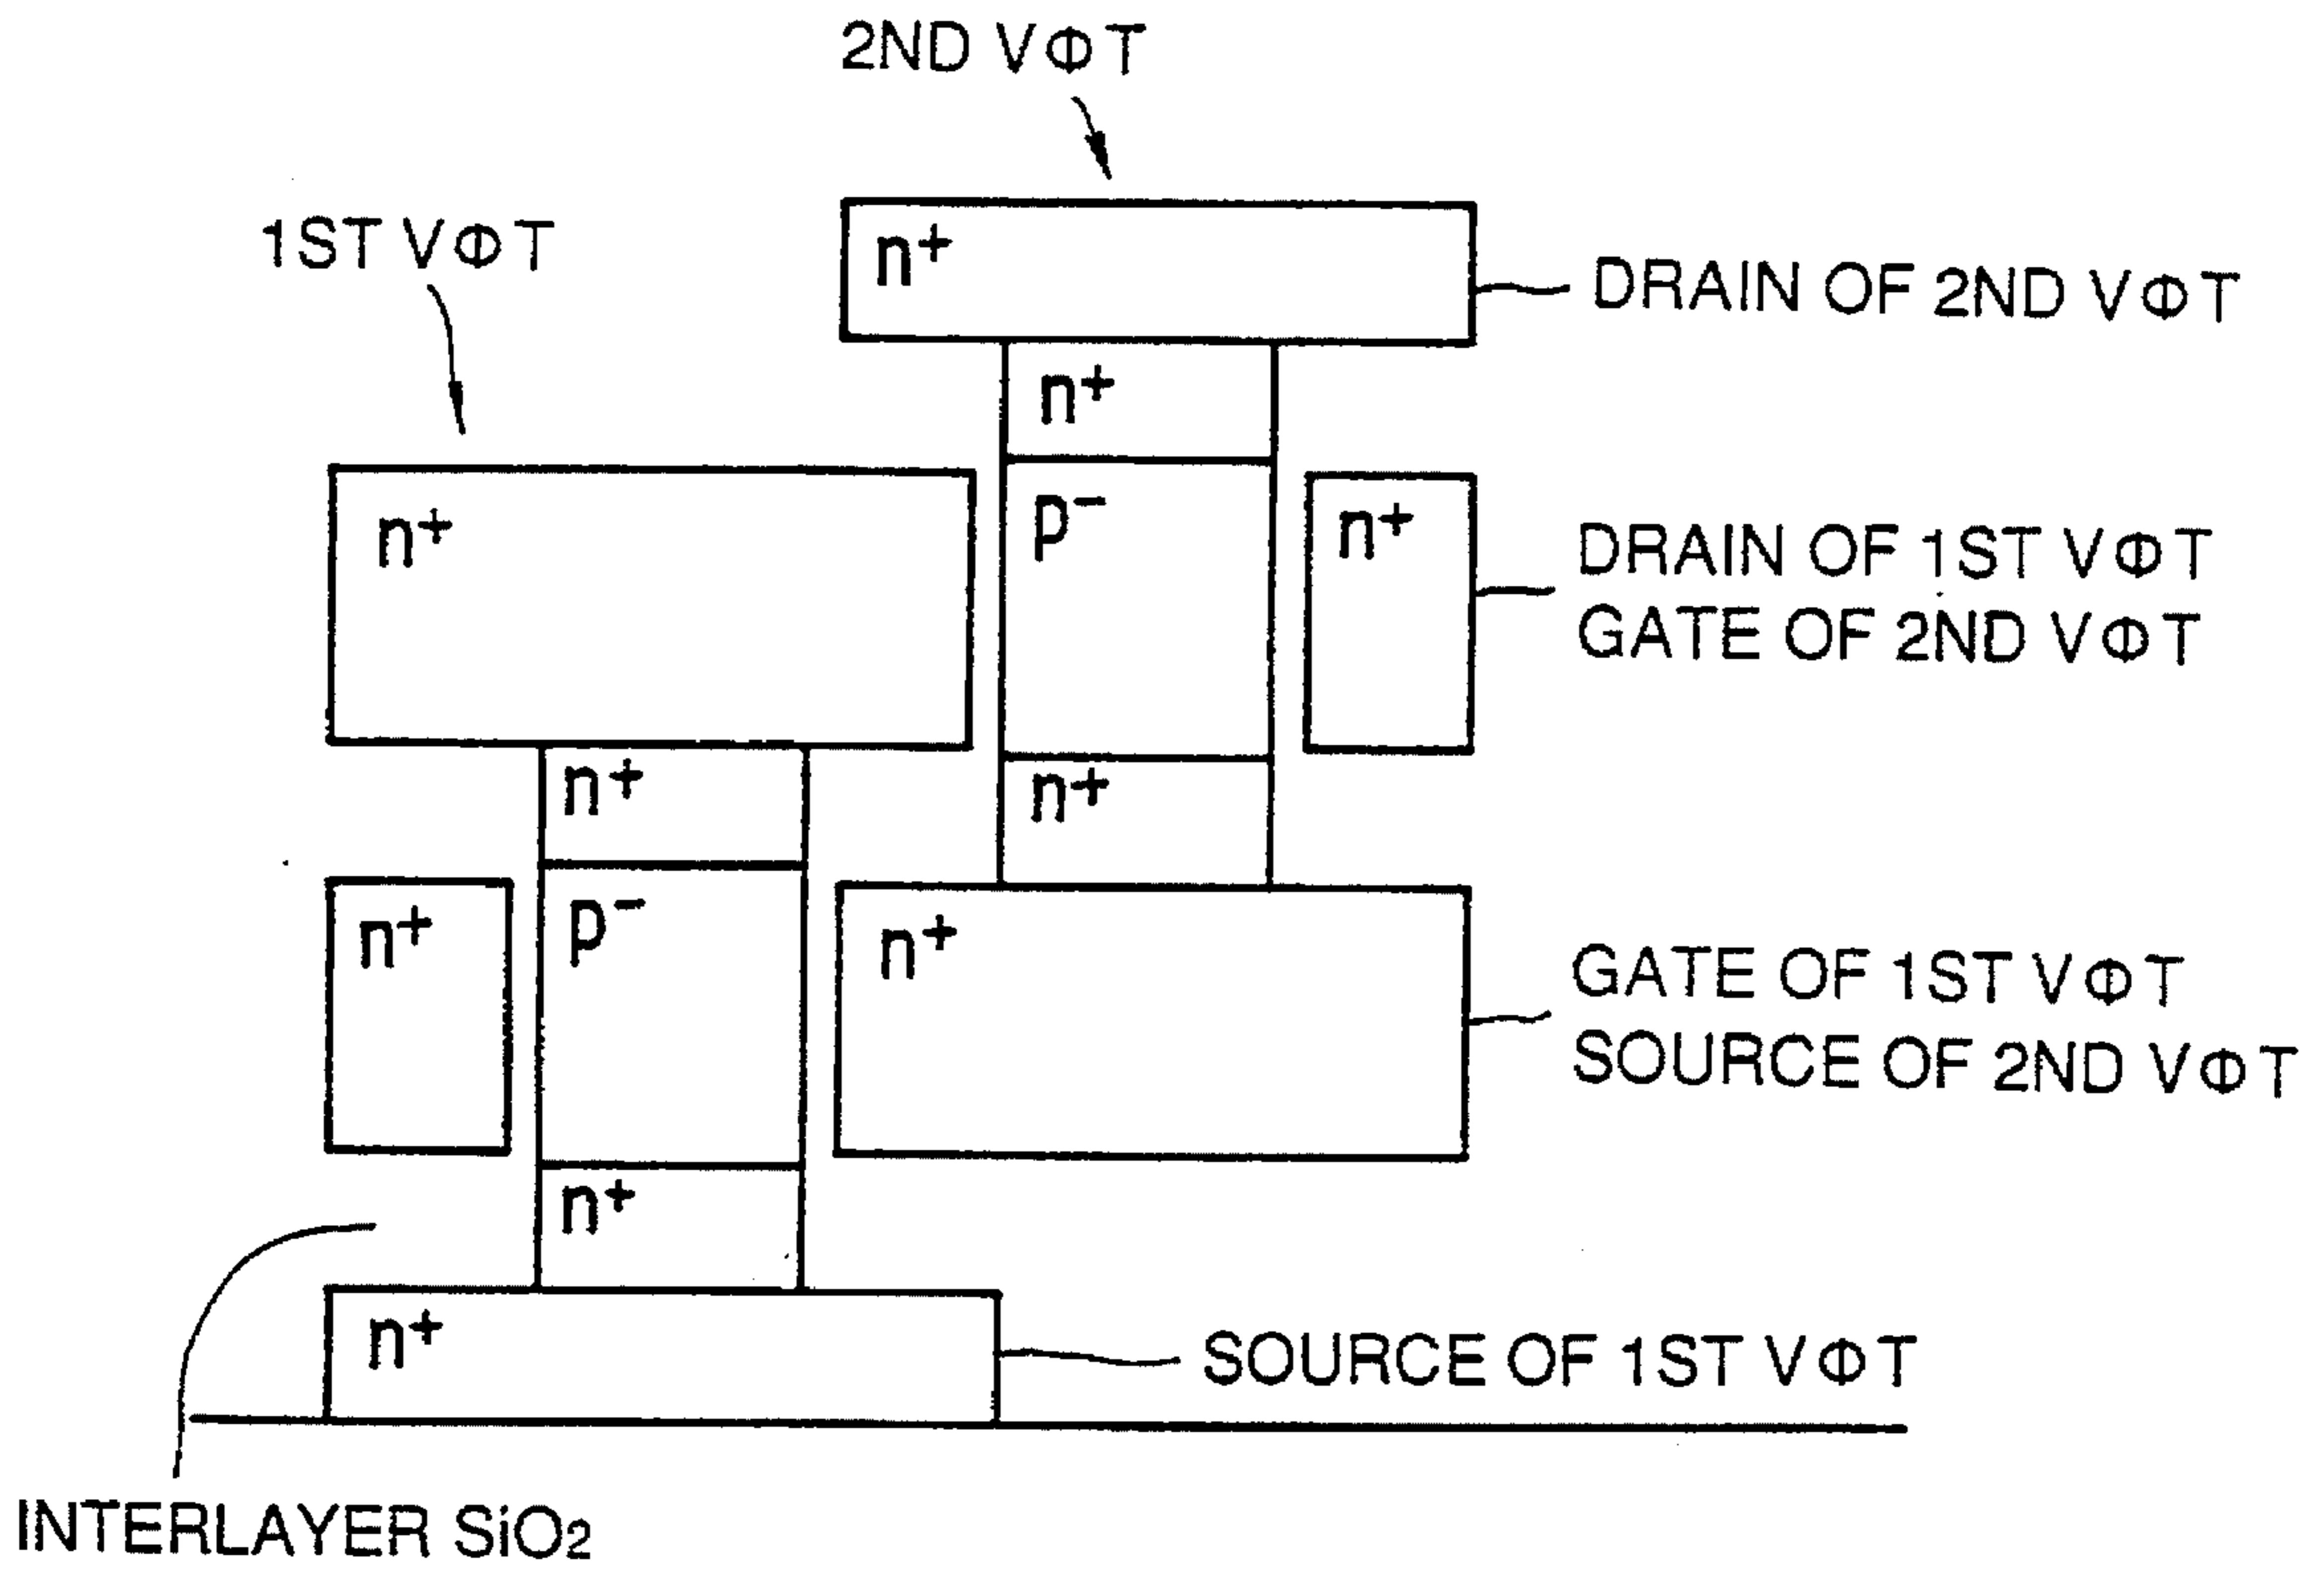 2ND VΦT
1ST VΦT
n+
DRAIN OF 2ND VΦT
n+
n+
p-
n+
DRAIN OF 1ST VΦT
GATE OF 2ND VΦT
n+
n+
n+
p-
n+
GATE OF 1ST VΦT
SOURCE OF 2ND VΦT
n+
n+
SOURCE OF 1ST VΦT
INTERLAYER SiO2